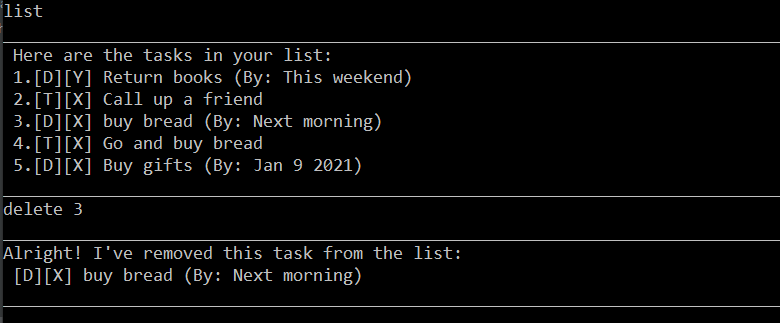 list
Here are the tasks in your list:
1.[D][Y] Return books (By: This weekend)
2.[T][X] Call up a friend
3.[D][X] buy bread (By: Next morning)
4.[T][X] Go and buy bread
5.[D][X] Buy gifts (By: Jan 9 2021)
delete 3
Alright! I've removed this task from the list:
[D][X] buy bread (By: Next morning)